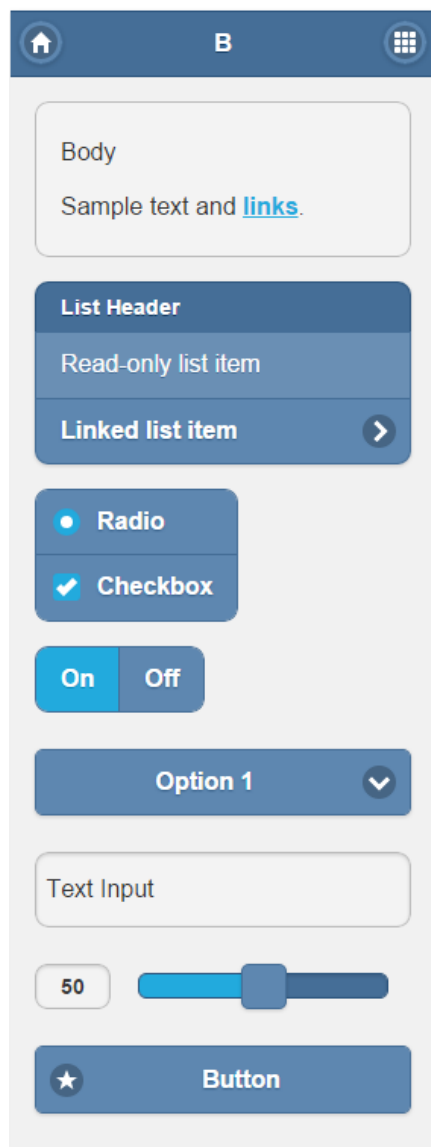 B
Body
Sample text and links.
List Header
Read-only list item
Linked list item
Radio
Checkbox
On Off
Option 1
Text Input
50
Button